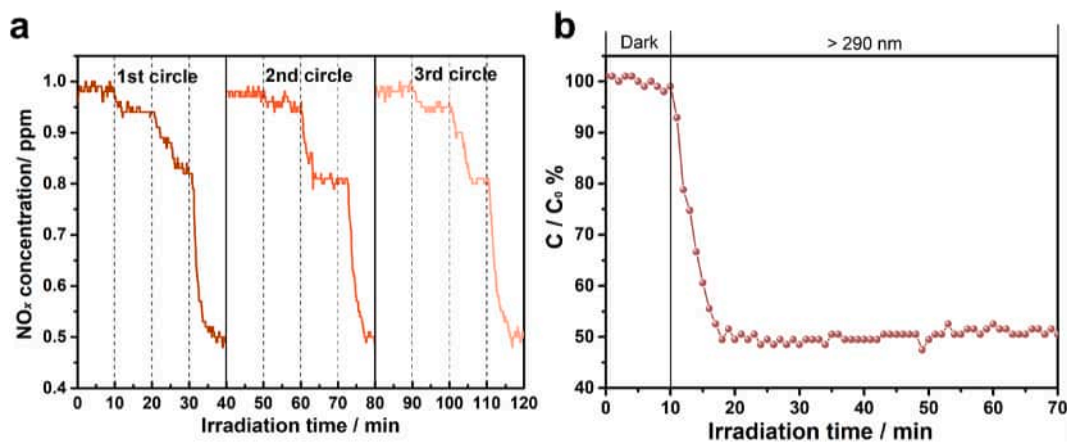 a
1st circle 2nd circle 3rd circle
NOx concentration/ ppm
1.0
0.9
0.8
0.7
0.6
0.5
0.4
0 10 20 30 40 50 60 70 80 90 100 110 120
Irradiation time / min
b
Dark > 290 nm
C / C₀ %
100
90
80
70
60
50
40
0 10 20 30 40 50 60 70
Irradiation time / min